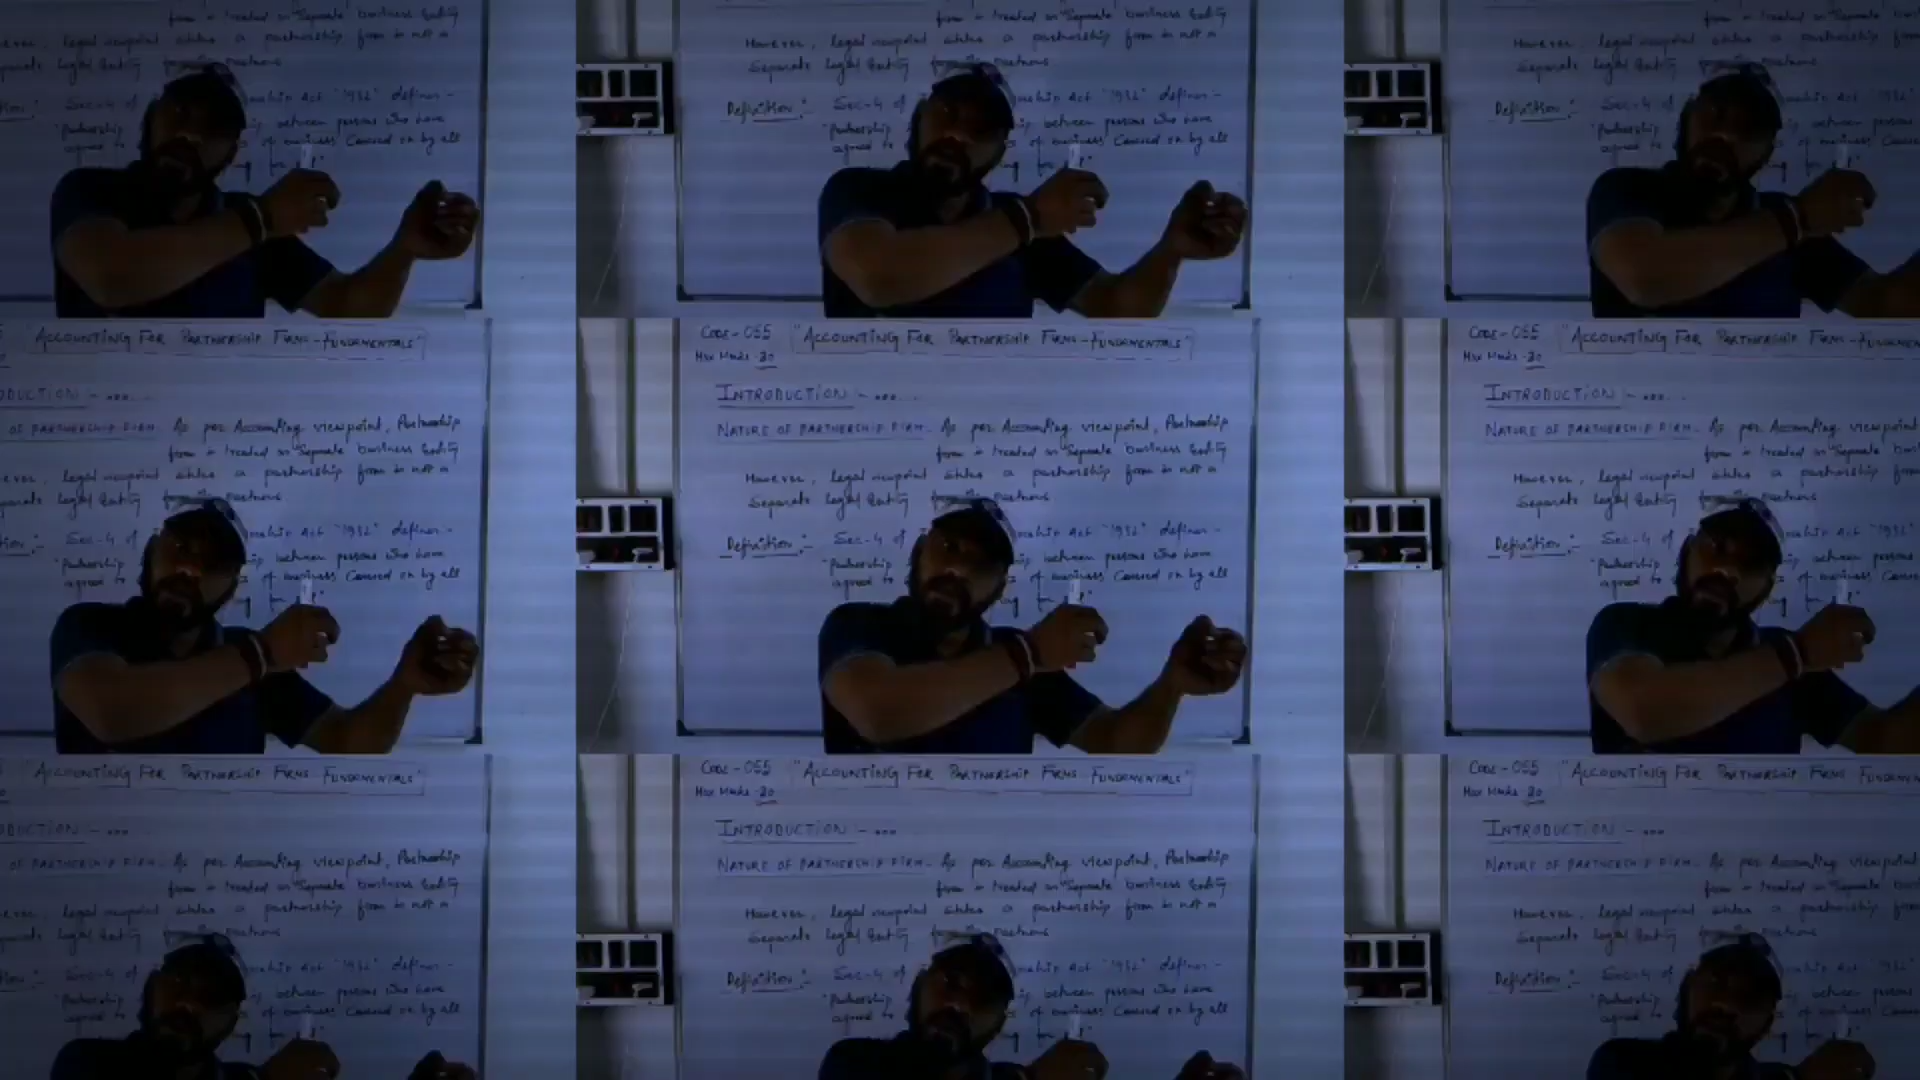 Code - 055 "Accounting For Partnership Firms - Fundamentals"
Max Marks - 20
Introduction - ...
Nature of Partnership Firm - As per Accounting viewpoint, Partnership
firm is treated as "Separate business Entity
However, legal viewpoint states a partnership firm is not a
Separate legal Entity partners
Definition :- Sec-4 of Act "1932" defines -
"Partnership between persons who have
agreed to of business Carried on by all
for